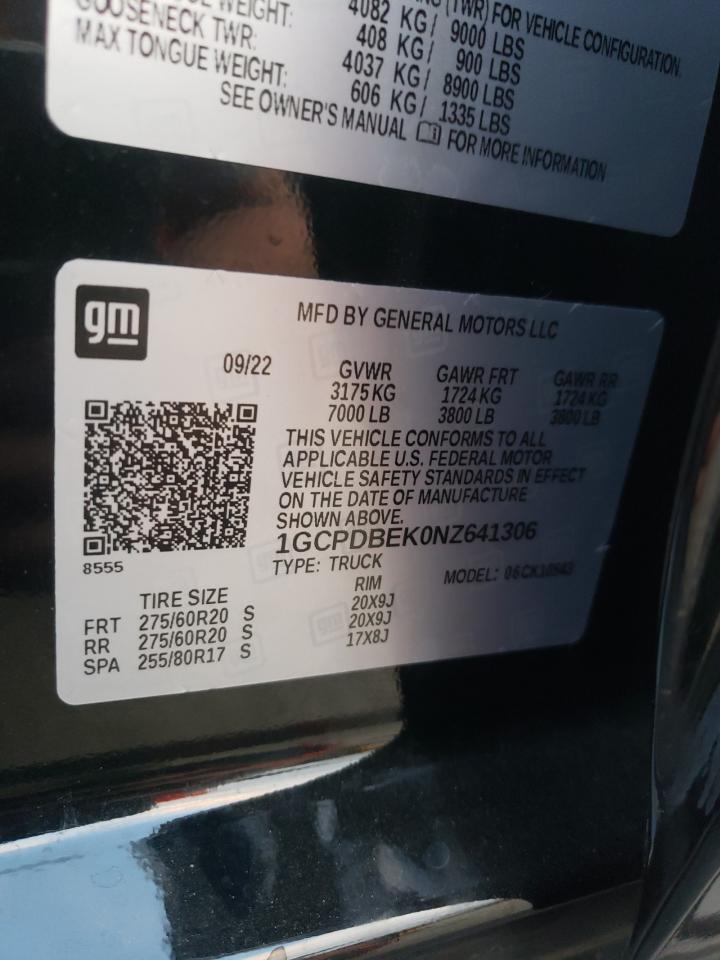 WEIGHT: 4082 KG/ 9000 LBS
(TWR) FOR VEHICLE CONFIGURATION.
408 KG/ 900 LBS
GOOSENECK TWR: 4037 KG/ 8900 LBS
MAX TONGUE WEIGHT: 606 KG/ 1335 LBS
SEE OWNER'S MANUAL FOR MORE INFORMATION
gm
MFD BY GENERAL MOTORS LLC
09/22 GVWR GAWR FRT GAWR RR
3175 KG 1724 KG 1724 KG
7000 LB 3800 LB 3800 LB
THIS VEHICLE CONFORMS TO ALL
APPLICABLE U.S. FEDERAL MOTOR
VEHICLE SAFETY STANDARDS IN EFFECT
ON THE DATE OF MANUFACTURE
SHOWN ABOVE.
1GCPDBEK0NZ641306
8555
TYPE: TRUCK MODEL:
TIRE SIZE RIM
FRT 275/60R20 S 20X9J
RR 275/60R20 S 20X9J
SPA 255/80R17 S 17X8J